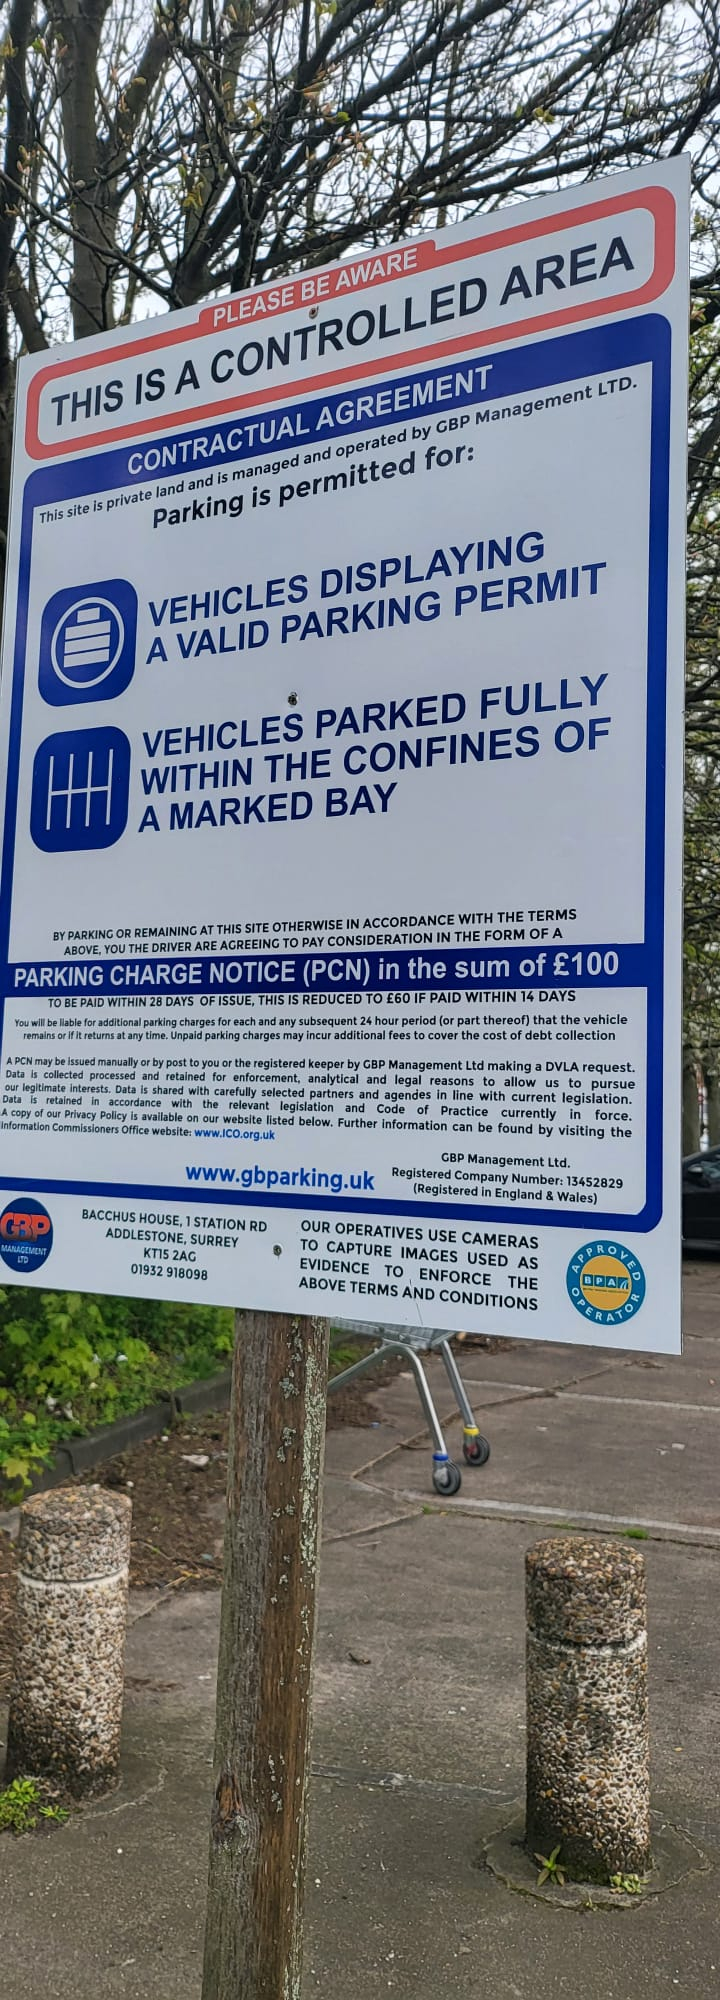 PLEASE BE AWARE
THIS IS A CONTROLLED AREA
CONTRACTUAL AGREEMENT
This site is private land and is managed and operated by GBP Management LTD.
Parking is permitted for:
VEHICLES DISPLAYING
A VALID PARKING PERMIT
VEHICLES PARKED FULLY
WITHIN THE CONFINES OF
A MARKED BAY
BY PARKING OR REMAINING AT THIS SITE OTHERWISE IN ACCORDANCE WITH THE TERMS
ABOVE, YOU THE DRIVER ARE AGREEING TO PAY CONSIDERATION IN THE FORM OF A
PARKING CHARGE NOTICE (PCN) in the sum of £100
TO BE PAID WITHIN 28 DAYS OF ISSUE, THIS IS REDUCED TO £60 IF PAID WITHIN 14 DAYS
You will be liable for additional parking charges for each and any subsequent 24 hour period (or part thereof) that the vehicle
remains or if it returns at any time. Unpaid parking charges may incur additional fees to cover the cost of debt collection
A PCN may be issued manually or by post to you or the registered keeper by GBP Management Ltd making a DVLA request.
Data is collected processed and retained for enforcement, analytical and legal reasons to allow us to pursue
our legitimate interests. Data is shared with carefully selected partners and agencies in line with current legislation.
Data is retained in accordance with the relevant legislation and Code of Practice currently in force.
A copy of our Privacy Policy is available on our website listed below. Further information can be found by visiting the
Information Commissioners Office website: www.ICO.org.uk
www.gbparking.uk
GBP Management Ltd.
Registered Company Number: 13452829
(Registered in England & Wales)
GBP
MANAGEMENT
LTD
BACCHUS HOUSE, 1 STATION RD
ADDLESTONE, SURREY
KT15 2AG
01932 918098
OUR OPERATIVES USE CAMERAS
TO CAPTURE IMAGES USED AS
EVIDENCE TO ENFORCE THE
ABOVE TERMS AND CONDITIONS
APPROVED
BPA
OPERATOR